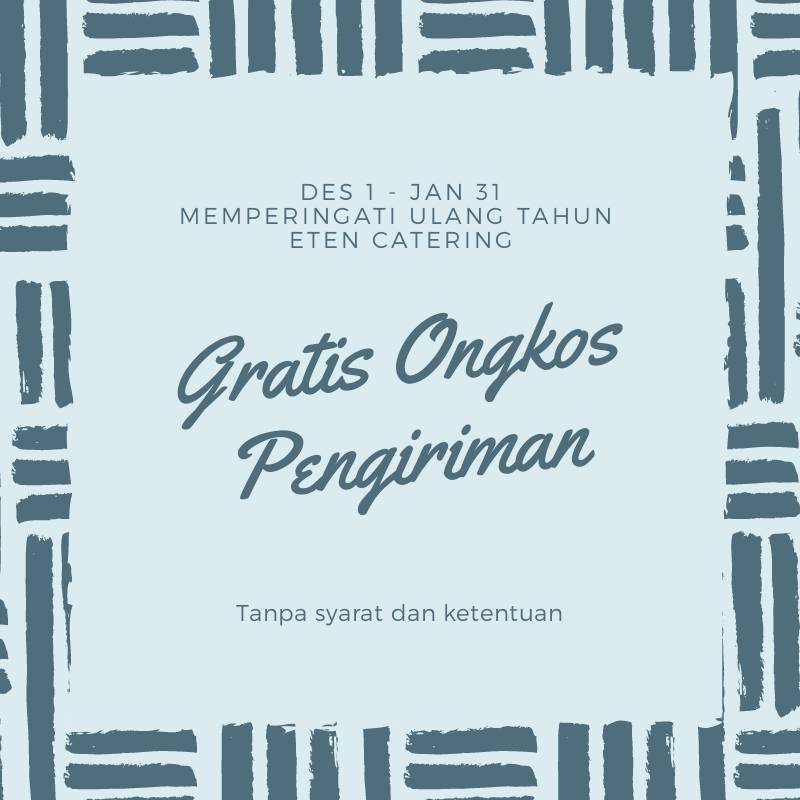 DES 1 - JAN 31
MEMPERINGATI ULANG TAHUN
ETEN CATERING
Gratis Ongkos
Pengiriman
Tanpa syarat dan ketentuan